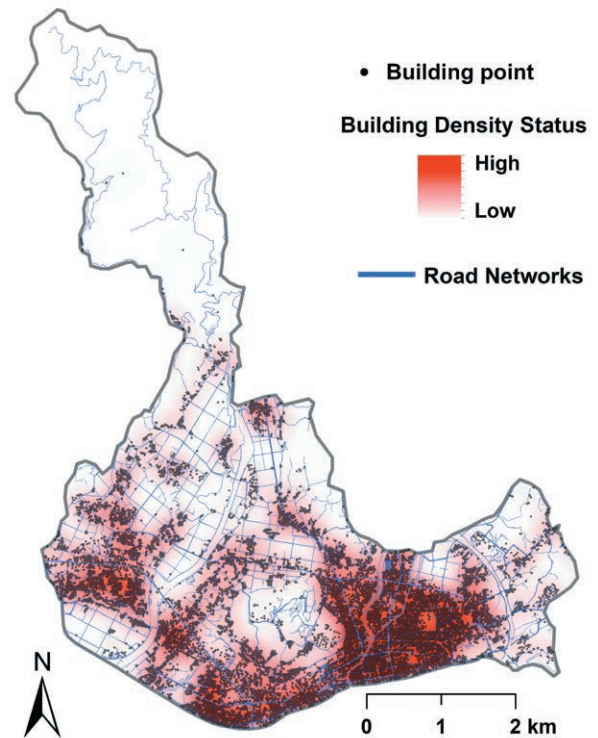 Building point
Building Density Status
High
Low
Road Networks
N
0 1 2 km